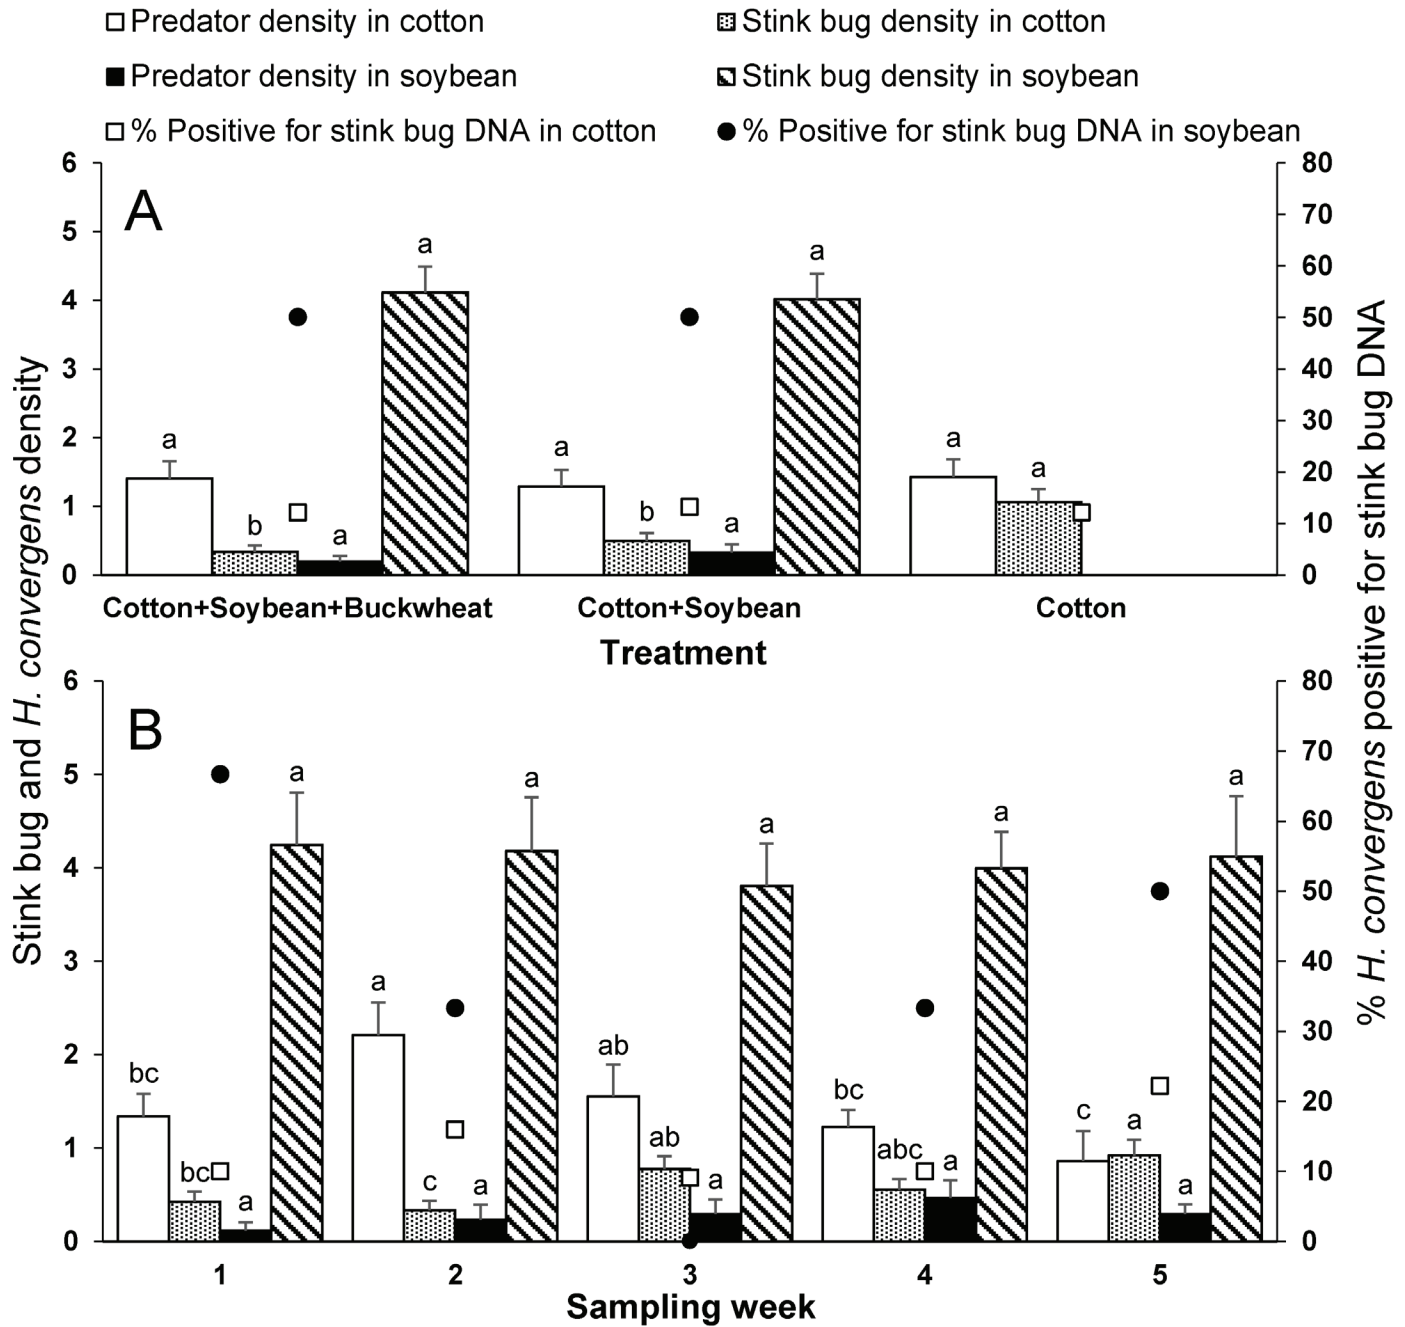 Predator density in cotton
Stink bug density in cotton
Predator density in soybean
Stink bug density in soybean
% Positive for stink bug DNA in cotton
% Positive for stink bug DNA in soybean
Stink bug and H. convergens density
% H. convergens positive for stink bug DNA
A
6
5
4
3
2
1
0
80
70
60
50
40
30
20
10
0
a
b
a
a
a
b
a
a
a
a
Cotton+Soybean+Buckwheat
Cotton+Soybean
Cotton
Treatment
B
6
5
4
3
2
1
0
80
70
60
50
40
30
20
10
0
bc
bc
a
a
a
c
a
a
ab
ab
a
a
bc
abc
a
a
c
a
a
a
1
2
3
4
5
Sampling week